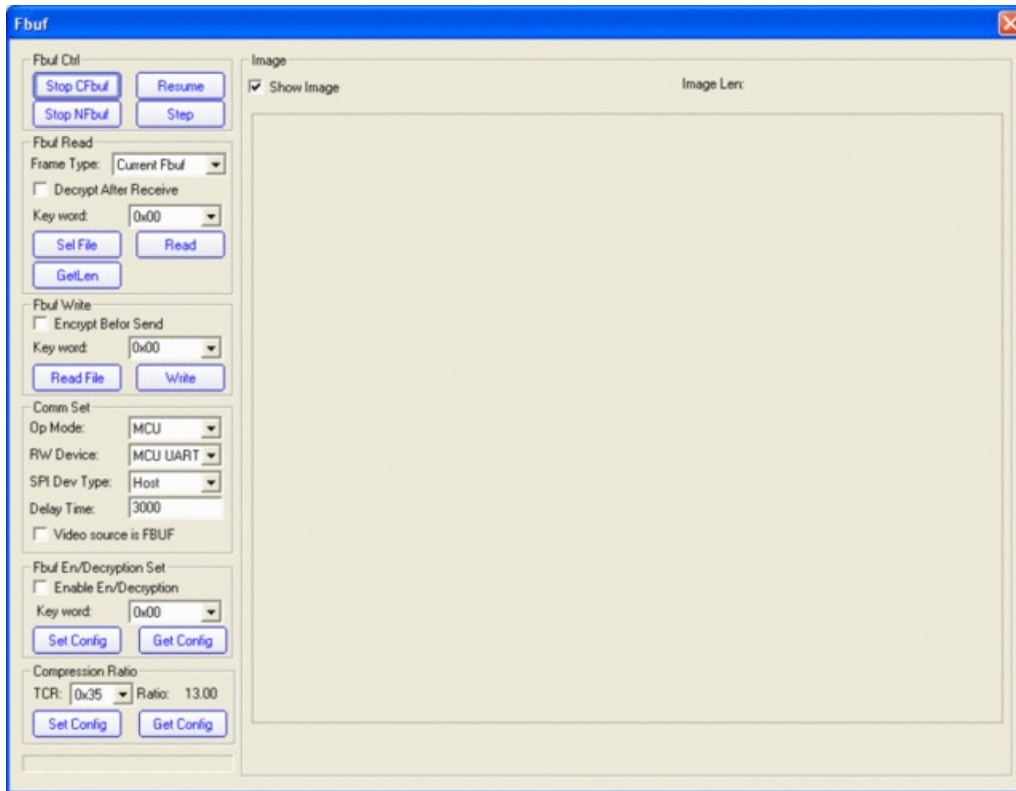 Fbuf
Fbuf Ctrl
Stop CFbuf Resume
Stop NFbuf Step
Fbuf Read
Frame Type: Current Fbuf
Decrypt After Receive
Key word: 0x00
Sel File Read
GetLen
Fbuf Write
Encrypt Befor Send
Key word: 0x00
Read File Write
Comm Set
Op Mode: MCU
RW Device: MCU UART
SPI Dev Type: Host
Delay Time: 3000
Video source is FBUF
Fbuf En/Decryption Set
Enable En/Decryption
Key word: 0x00
Set Config Get Config
Compression Ratio
TCR: 0x35 Ratio: 13.00
Set Config Get Config
Image
Show Image Image Len: